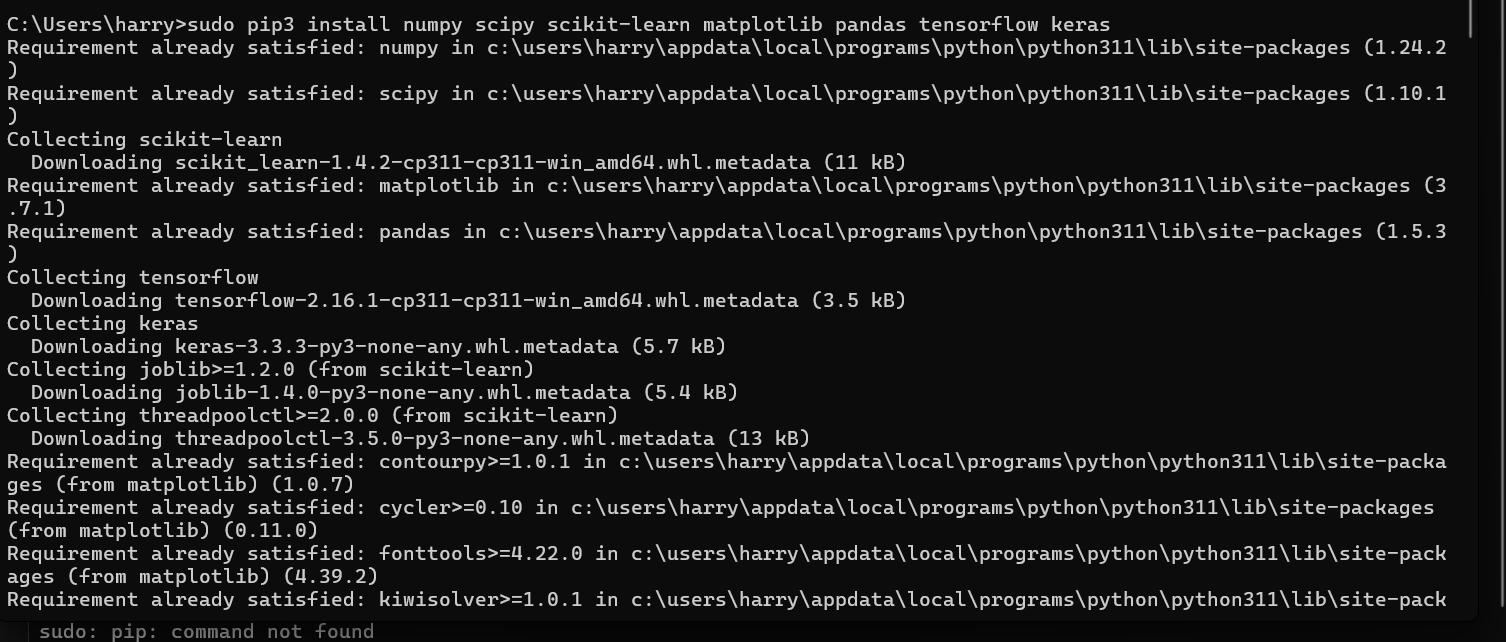 C:\Users\harry>sudo pip3 install numpy scipy scikit-learn matplotlib pandas tensorflow keras
Requirement already satisfied: numpy in c:\users\harry\appdata\local\programs\python\python311\lib\site-packages (1.24.2
)
Requirement already satisfied: scipy in c:\users\harry\appdata\local\programs\python\python311\lib\site-packages (1.10.1
)
Collecting scikit-learn
  Downloading scikit_learn-1.4.2-cp311-cp311-win_amd64.whl.metadata (11 kB)
Requirement already satisfied: matplotlib in c:\users\harry\appdata\local\programs\python\python311\lib\site-packages (3
.7.1)
Requirement already satisfied: pandas in c:\users\harry\appdata\local\programs\python\python311\lib\site-packages (1.5.3
)
Collecting tensorflow
  Downloading tensorflow-2.16.1-cp311-cp311-win_amd64.whl.metadata (3.5 kB)
Collecting keras
  Downloading keras-3.3.3-py3-none-any.whl.metadata (5.7 kB)
Collecting joblib>=1.2.0 (from scikit-learn)
  Downloading joblib-1.4.0-py3-none-any.whl.metadata (5.4 kB)
Collecting threadpoolctl>=2.0.0 (from scikit-learn)
  Downloading threadpoolctl-3.5.0-py3-none-any.whl.metadata (13 kB)
Requirement already satisfied: contourpy>=1.0.1 in c:\users\harry\appdata\local\programs\python\python311\lib\site-packa
ges (from matplotlib) (1.0.7)
Requirement already satisfied: cycler>=0.10 in c:\users\harry\appdata\local\programs\python\python311\lib\site-packages
(from matplotlib) (0.11.0)
Requirement already satisfied: fonttools>=4.22.0 in c:\users\harry\appdata\local\programs\python\python311\lib\site-pack
ages (from matplotlib) (4.39.2)
Requirement already satisfied: kiwisolver>=1.0.1 in c:\users\harry\appdata\local\programs\python\python311\lib\site-pack
sudo: pip: command not found